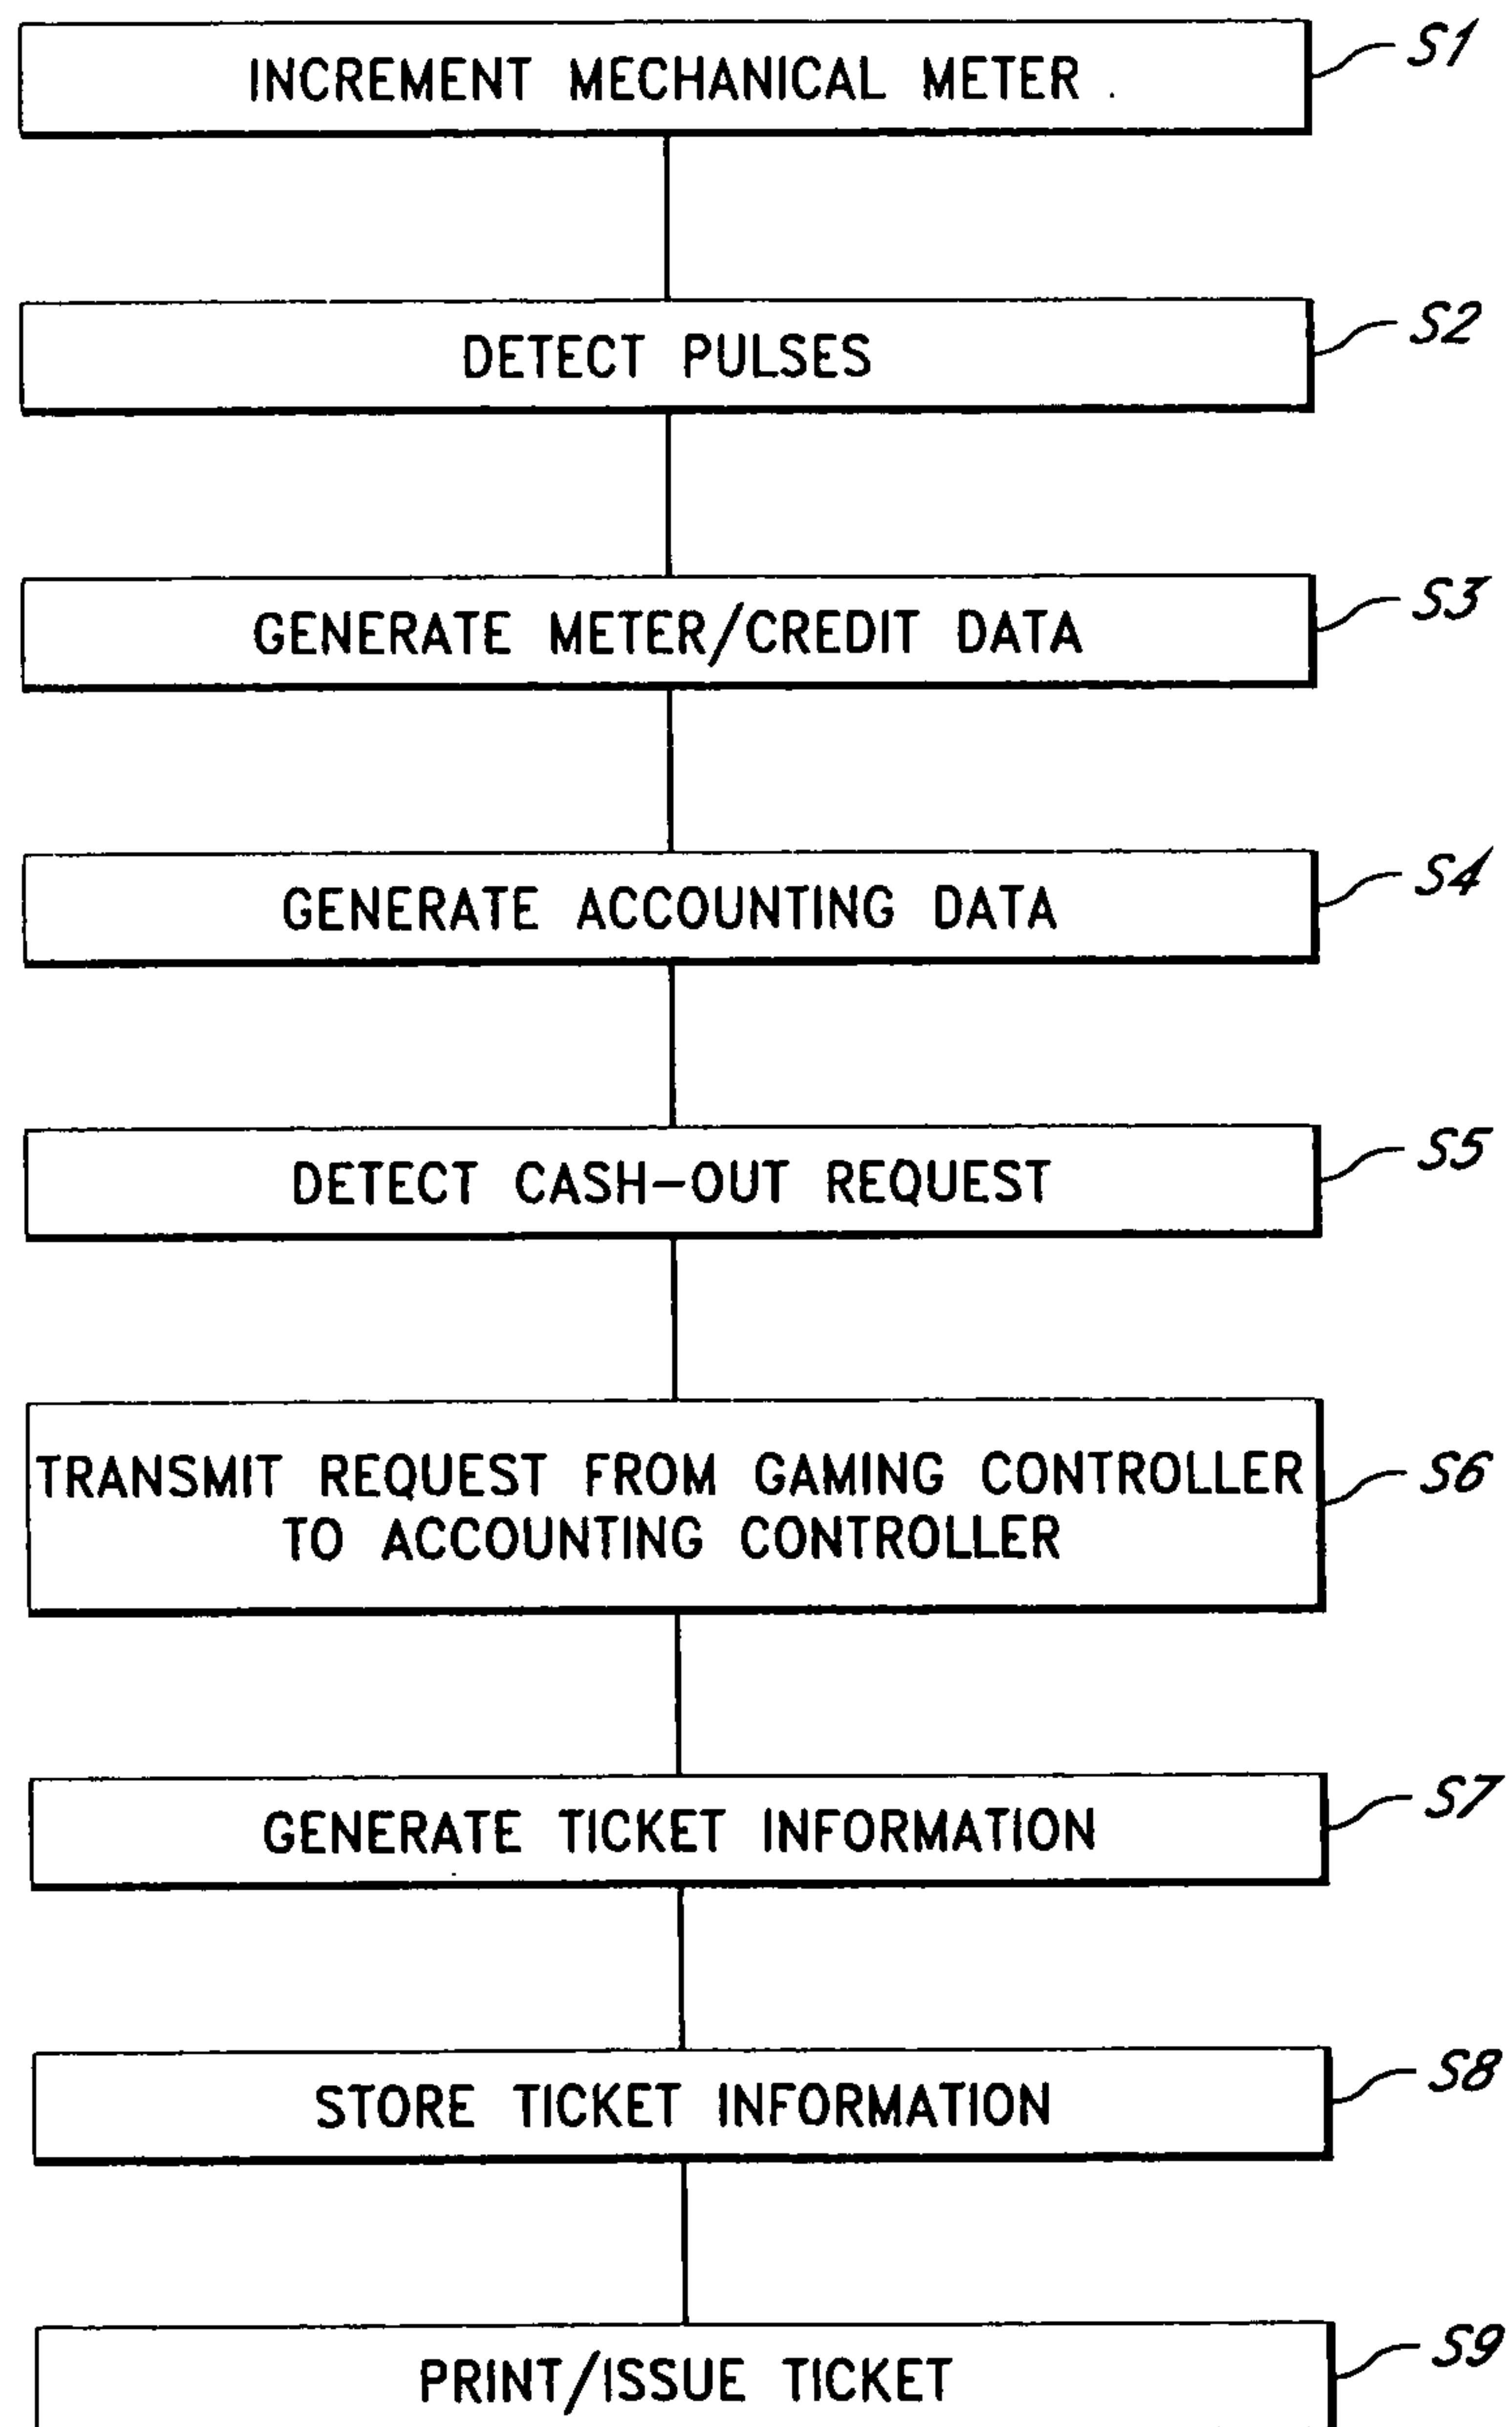 INCREMENT MECHANICAL METER
S1
DETECT PULSES
S2
GENERATE METER/CREDIT DATA
S3
GENERATE ACCOUNTING DATA
S4
DETECT CASH-OUT REQUEST
S5
TRANSMIT REQUEST FROM GAMING CONTROLLER
TO ACCOUNTING CONTROLLER
S6
GENERATE TICKET INFORMATION
S7
STORE TICKET INFORMATION
S8
PRINT/ISSUE TICKET
S9